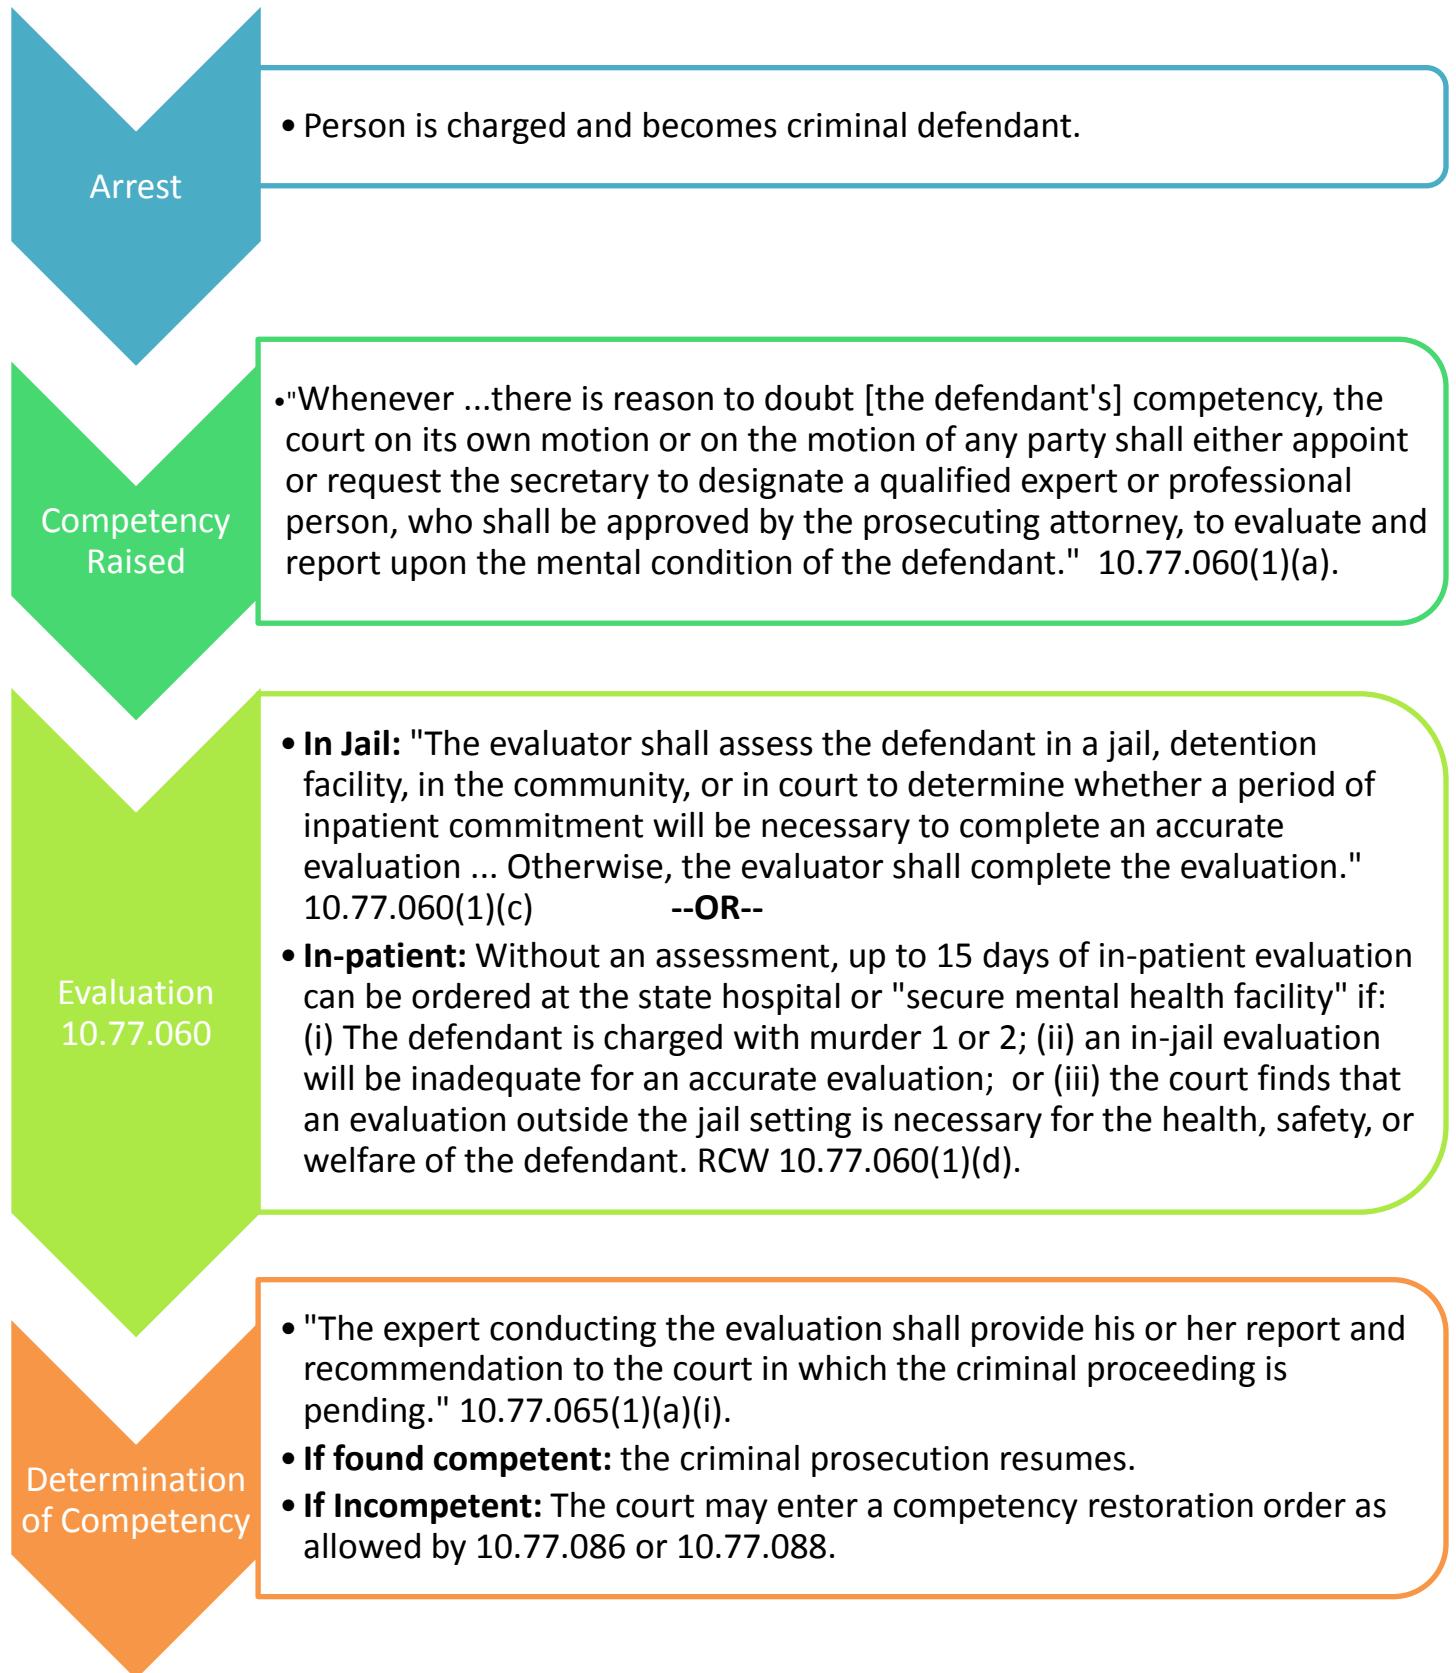 Arrest
• Person is charged and becomes criminal defendant.
Competency
Raised
•"Whenever ...there is reason to doubt [the defendant's] competency, the
court on its own motion or on the motion of any party shall either appoint
or request the secretary to designate a qualified expert or professional
person, who shall be approved by the prosecuting attorney, to evaluate and
report upon the mental condition of the defendant." 10.77.060(1)(a).
Evaluation
10.77.060
• In Jail: "The evaluator shall assess the defendant in a jail, detention
facility, in the community, or in court to determine whether a period of
inpatient commitment will be necessary to complete an accurate
evaluation ... Otherwise, the evaluator shall complete the evaluation."
10.77.060(1)(c) --OR--
• In-patient: Without an assessment, up to 15 days of in-patient evaluation
can be ordered at the state hospital or "secure mental health facility" if:
(i) The defendant is charged with murder 1 or 2; (ii) an in-jail evaluation
will be inadequate for an accurate evaluation; or (iii) the court finds that
an evaluation outside the jail setting is necessary for the health, safety, or
welfare of the defendant. RCW 10.77.060(1)(d).
Determination
of Competency
• "The expert conducting the evaluation shall provide his or her report and
recommendation to the court in which the criminal proceeding is
pending." 10.77.065(1)(a)(i).
• If found competent: the criminal prosecution resumes.
• If Incompetent: The court may enter a competency restoration order as
allowed by 10.77.086 or 10.77.088.